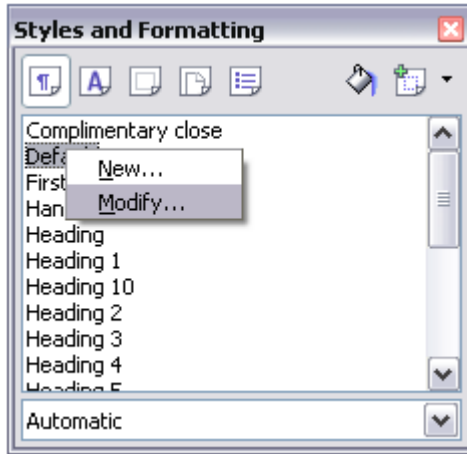 Styles and Formatting
Complimentary close
Defa
New...
First
Modify...
Han
Heading
Heading 1
Heading 10
Heading 2
Heading 3
Heading 4
Automatic